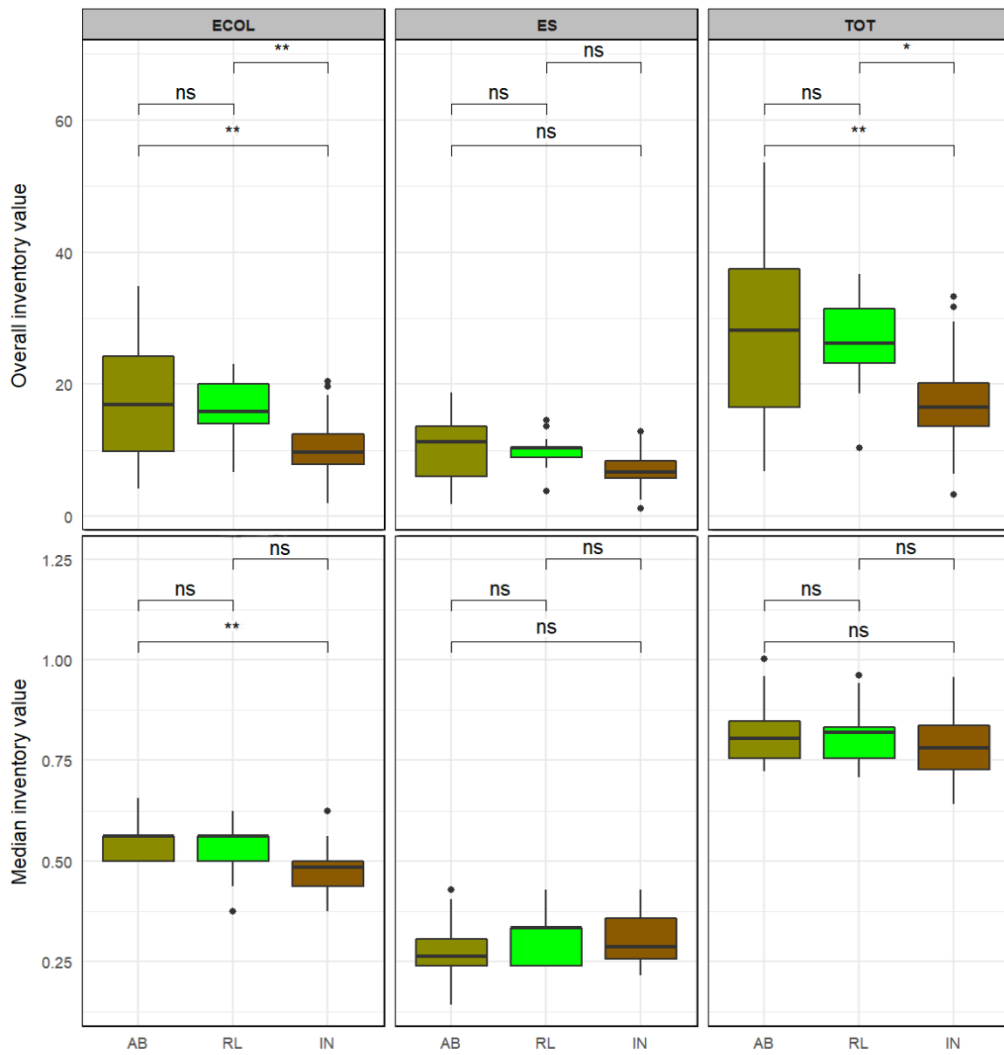 ECOL ES TOT
Overall inventory value
** ns *
ns ns ns
** ns **
60
40
20
0
Median inventory value
1.25
ns ns ns
ns ns ns
** ns ns
1.00
0.75
0.50
0.25
AB RL IN AB RL IN AB RL IN